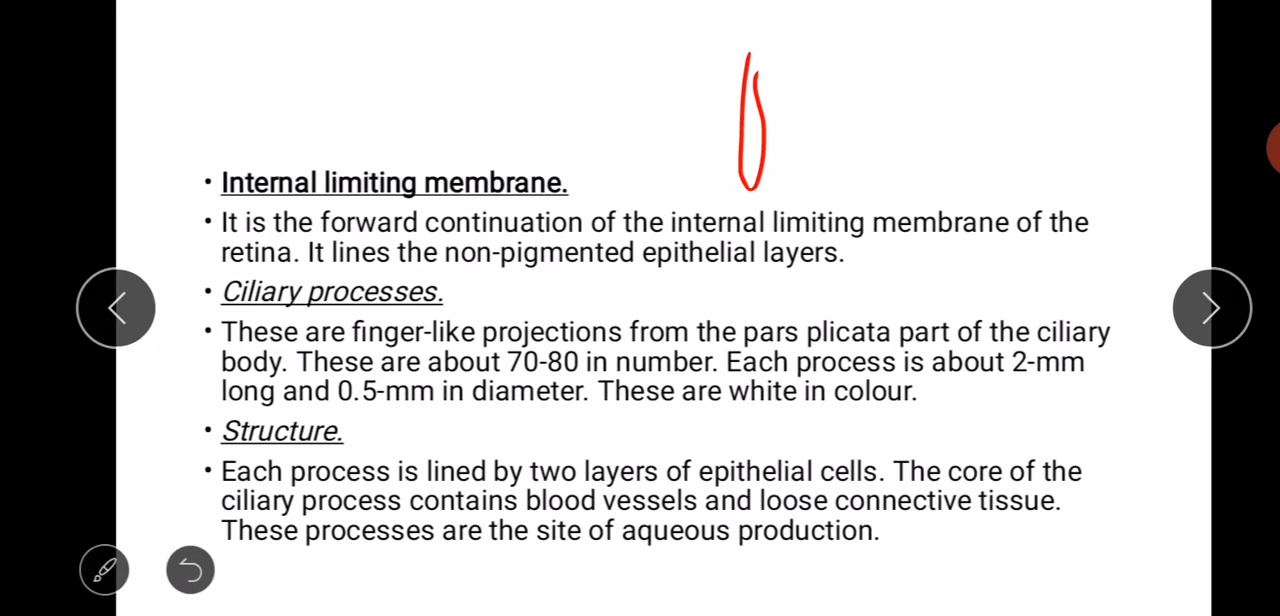 • Internal limiting membrane.
• It is the forward continuation of the internal limiting membrane of the
retina. It lines the non-pigmented epithelial layers.
• Ciliary processes.
• These are finger-like projections from the pars plicata part of the ciliary
body. These are about 70-80 in number. Each process is about 2-mm
long and 0.5-mm in diameter. These are white in colour.
• Structure.
• Each process is lined by two layers of epithelial cells. The core of the
ciliary process contains blood vessels and loose connective tissue.
These processes are the site of aqueous production.